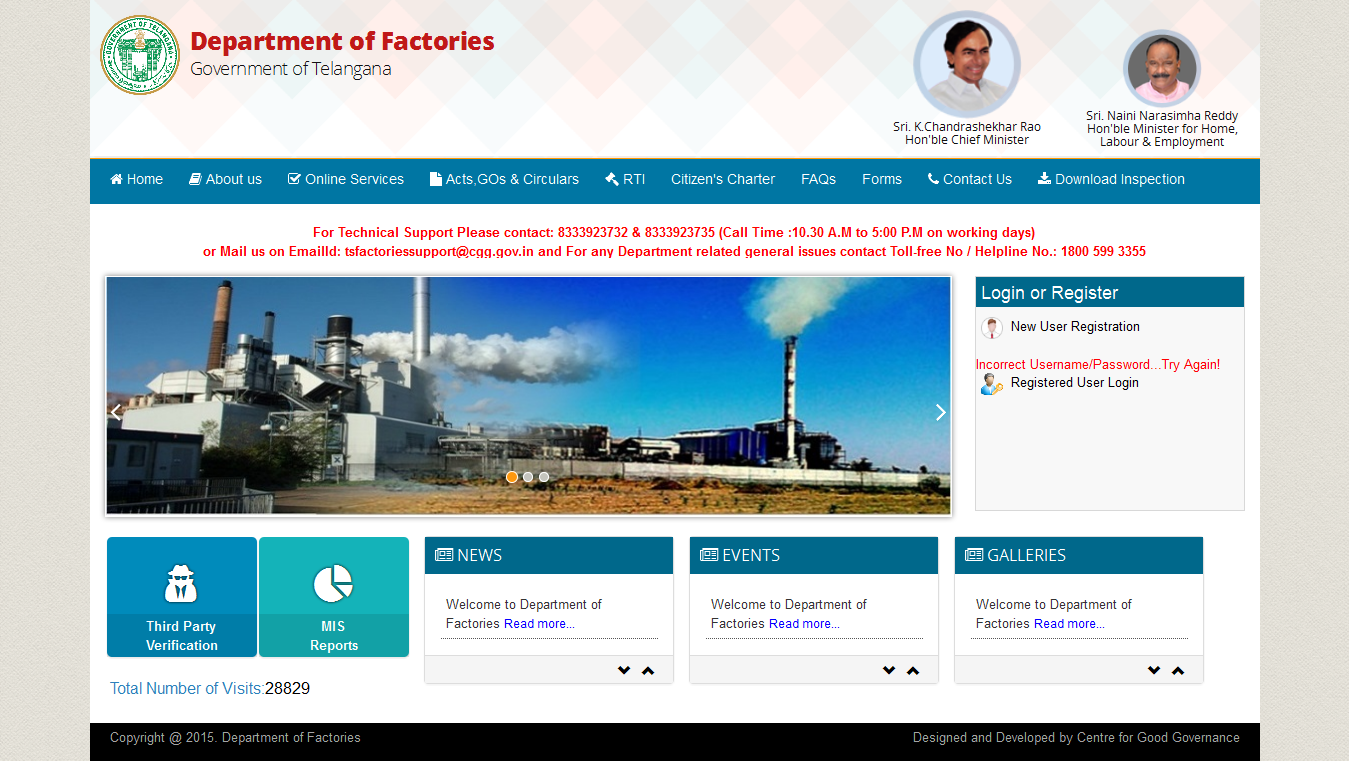 Department of Factories
Government of Telangana
Sri. K.Chandrashekhar Rao
Hon'ble Chief Minister
Sri. Naini Narasimha Reddy
Hon'ble Minister for Home,
Labour & Employment
Home About us Online Services Acts,GOs & Circulars RTI Citizen's Charter FAQs Forms Contact Us Download Inspection
For Technical Support Please contact: 8333923732 & 8333923735 (Call Time :10.30 A.M to 5:00 P.M on working days)
or Mail us on EmailId: tsfactoriessupport@cgg.gov.in and For any Department related general issues contact Toll-free No / Helpline No.: 1800 599 3355
Login or Register
New User Registration
Incorrect Username/Password...Try Again!
Registered User Login
Third Party
Verification
MIS
Reports
NEWS
Welcome to Department of
Factories Read more...
EVENTS
Welcome to Department of
Factories Read more...
GALLERIES
Welcome to Department of
Factories Read more...
Total Number of Visits:28829
Copyright @ 2015. Department of Factories
Designed and Developed by Centre for Good Governance